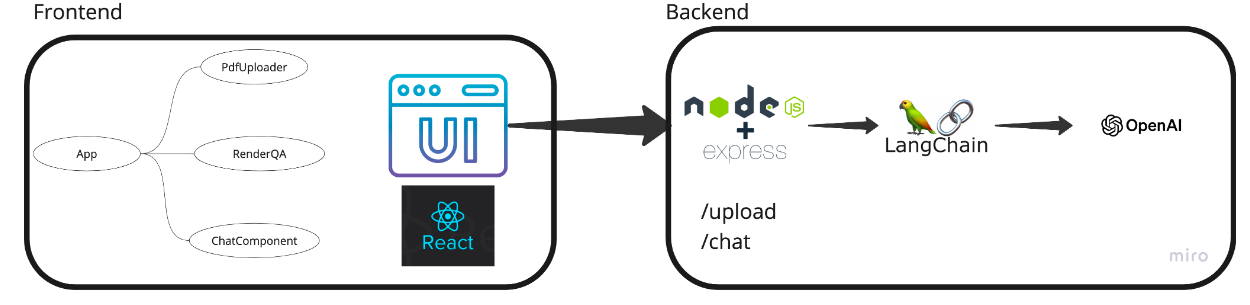 Frontend
Backend
PdfUploader
App
RenderQA
ChatComponent
UI
React
node
JS
+
express
LangChain
OpenAI
/upload
/chat
miro